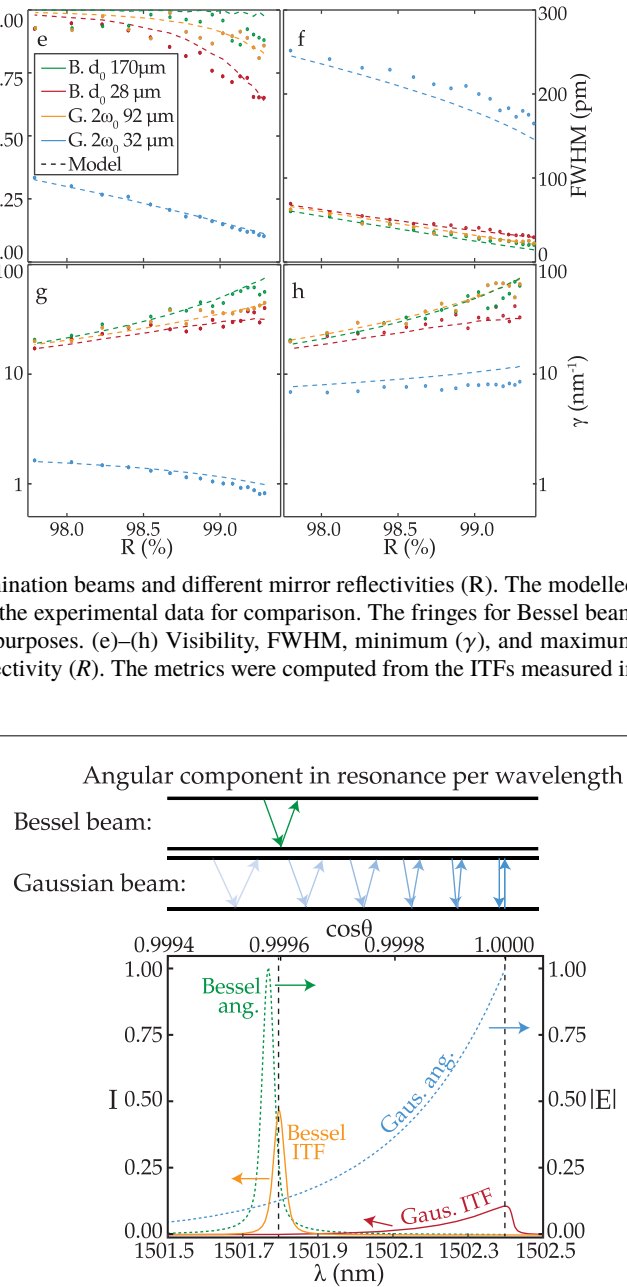 .00
e
f
300
B. d0 170μm
B. d0 28 μm
G. 2ω0 92 μm
G. 2ω0 32 μm
Model
.75
.50
.25
.00
200
100
0
FWHM (pm)
100
10
1
g
h
100
10
1
γ (nm-1)
98.0 98.5 99.0
98.0 98.5 99.0
R (%)
R (%)
nination beams and different mirror reflectivities (R). The modelled
the experimental data for comparison. The fringes for Bessel beam
purposes. (e)–(h) Visibility, FWHM, minimum (γ), and maximum
ectivity (R). The metrics were computed from the ITFs measured in
Angular component in resonance per wavelength
Bessel beam:
Gaussian beam:
cosθ
0.9994 0.9996 0.9998 1.0000
1.00
0.75
0.50
0.25
0.00
I
Bessel
ang.
Bessel
ITF
Gaus. ang.
Gaus. ITF
1.00
0.75
0.50
0.25
0.00
|E|
1501.5 1501.7 1501.9 1502.1 1502.3 1502.5
λ (nm)